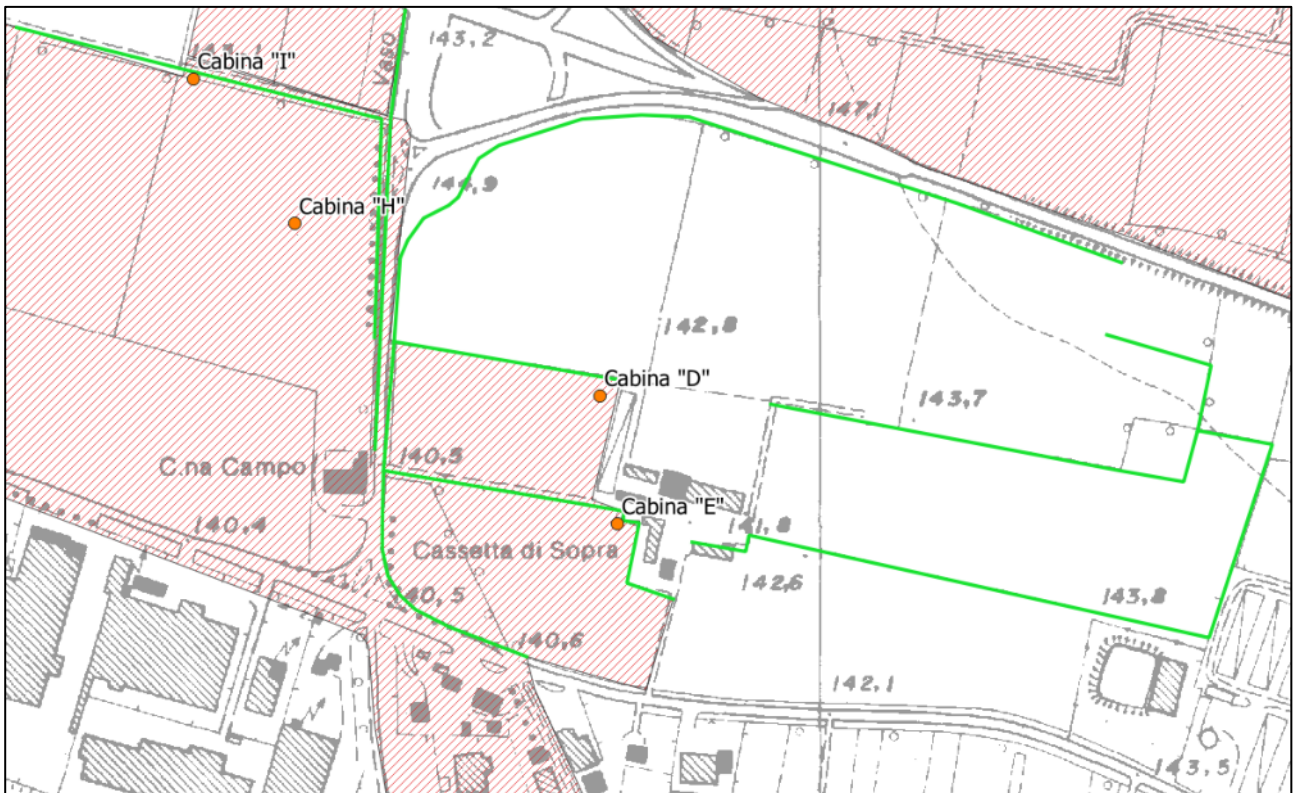 143,1
Vaso
143,2
Cabina "I"
147,1
144,9
Cabina "H"
142,8
Cabina "D"
143,7
140,5
C.na Campo
Cabina "E"
140,4
141,8
Cassetta di Sopra
142,6
143,8
140,5
140,6
142,1
143,5